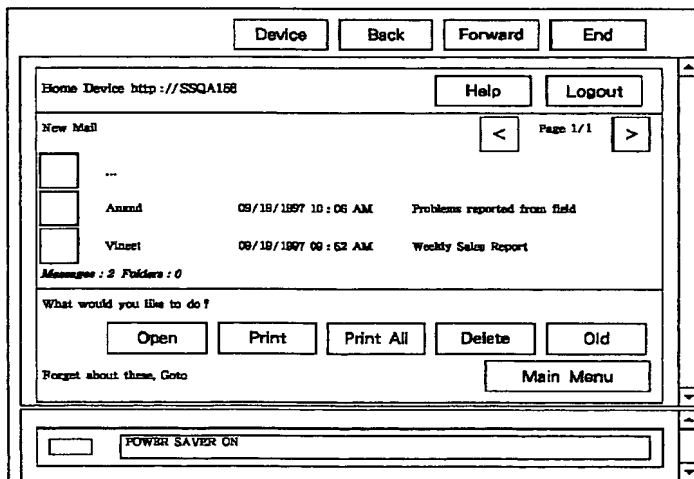 Device Back Forward End
Home Device http://SSQA156 Help Logout
New Mail < Page 1/1 >
...
Anand 09/19/1997 10:06 AM Problems reported from field
Vineet 09/19/1997 09:52 AM Weekly Sales Report
Messages : 2 Folders : 0
What would you like to do?
Open Print Print All Delete Old
Forget about these, Goto Main Menu
POWER SAVER ON